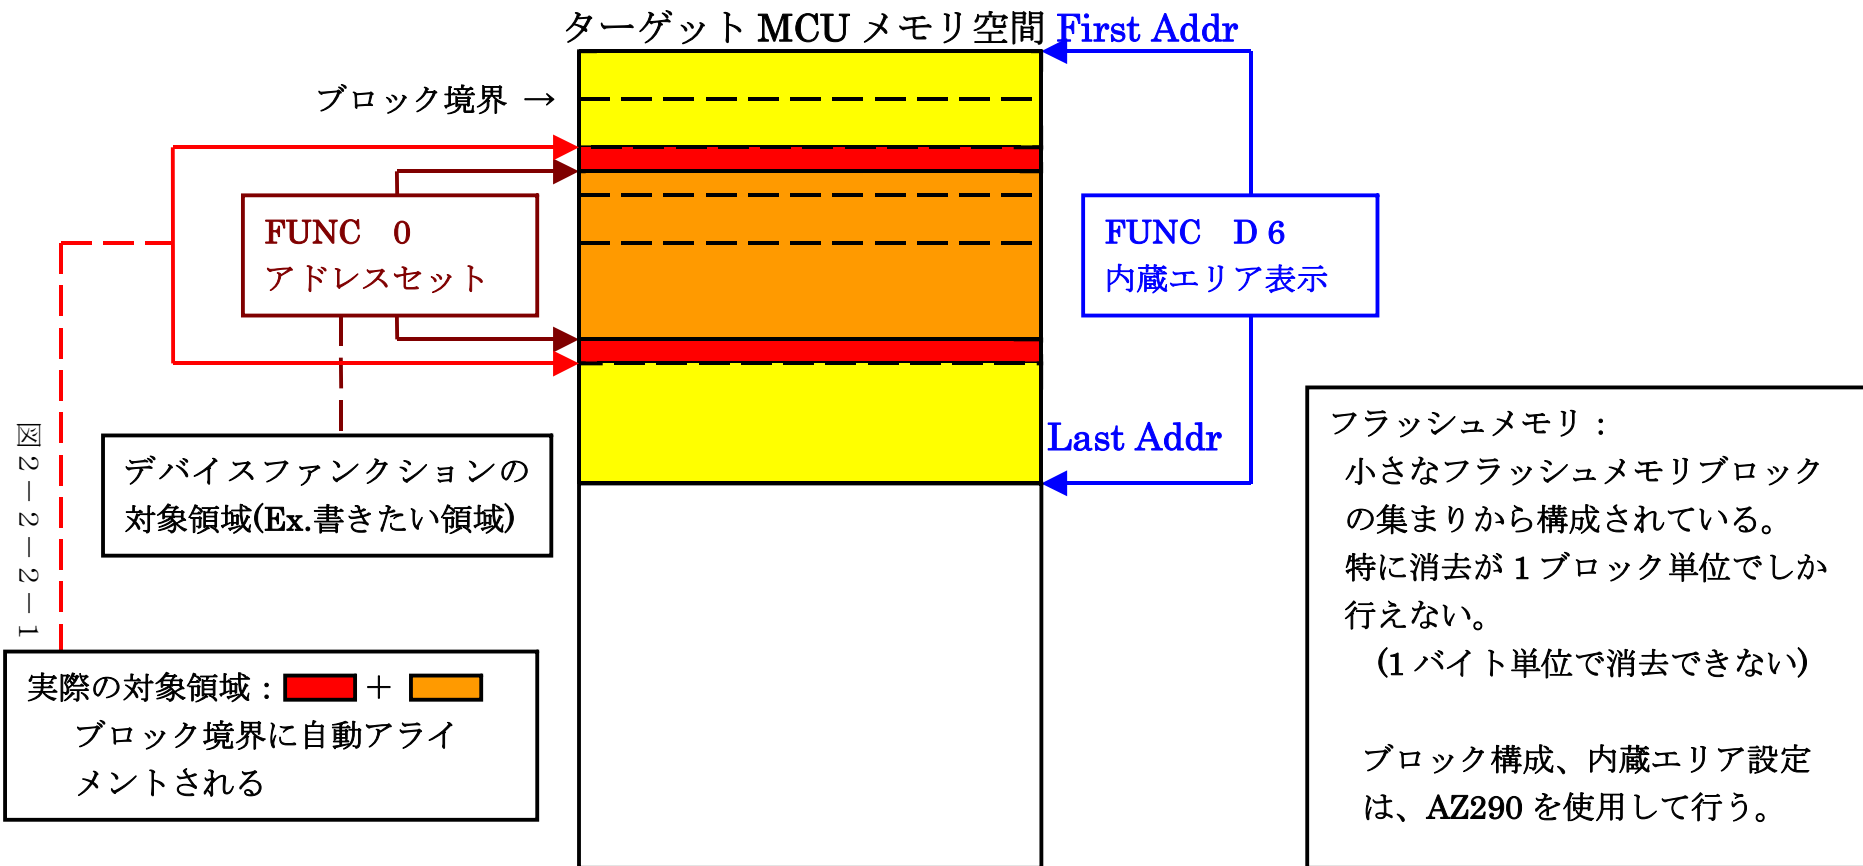 ターゲット MCU メモリ空間 First Addr
ブロック境界 →
FUNC 0
アドレスセット
FUNC D 6
内蔵エリア表示
Last Addr
デバイスファンクションの
対象領域(Ex.書きたい領域)
図2-2-2-1
実際の対象領域: +
ブロック境界に自動アライ
メントされる
フラッシュメモリ:
小さなフラッシュメモリブロック
の集まりから構成されている。
特に消去が 1 ブロック単位でしか
行えない。
(1 バイト単位で消去できない)
ブロック構成、内蔵エリア設定
は、AZ290 を使用して行う。